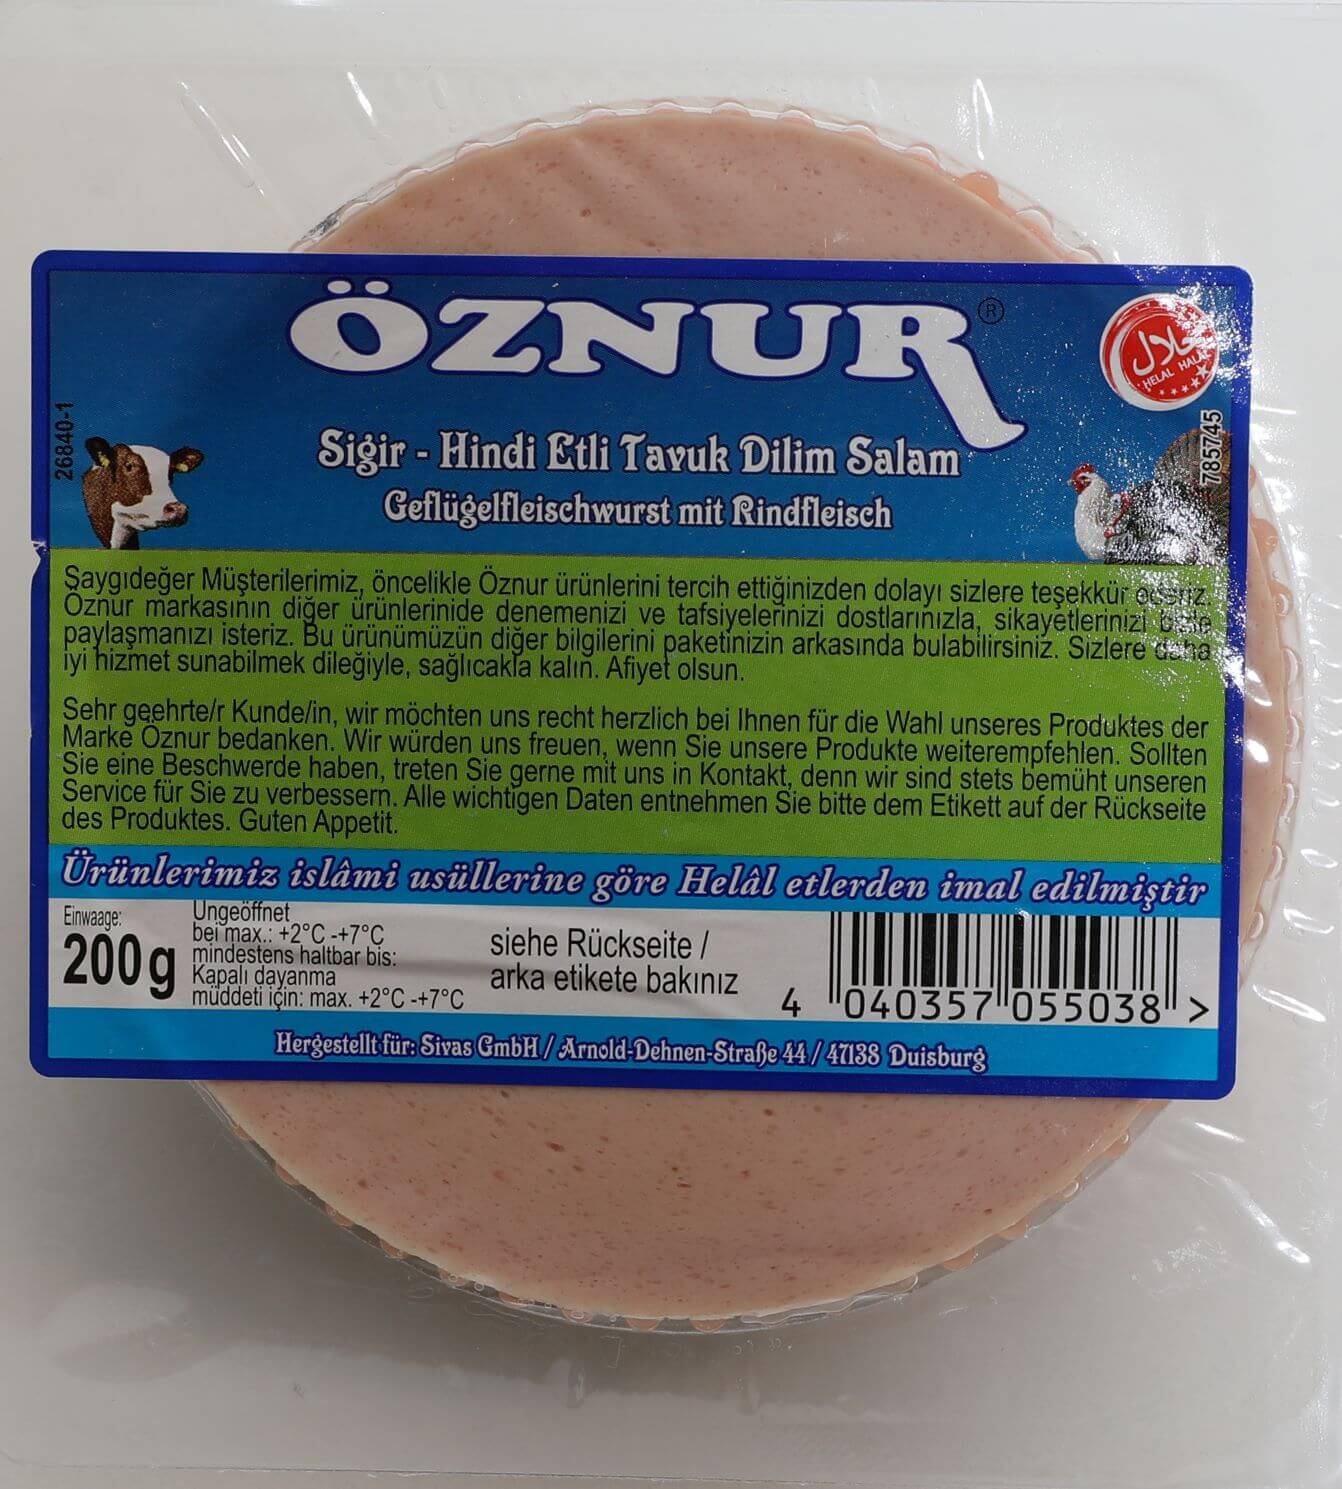 ÖZNUR®
حلال
HELAL HALAL
26840-1
785745
Siğir - Hindi Etli Tavuk Dilim Salam
Geflügelfleischwurst mit Rindfleisch
Şaygıdeğer Müşterilerimiz, öncelikle Öznur ürünlerini tercih ettiğinizden dolayı sizlere teşekkür ederiz.
Öznur markasının diğer ürünlerinide denemenizi ve tafsiyelerinizi dostlarınızla, sikayetlerinizi bizle
paylaşmanızı isteriz. Bu ürünümüzün diğer bilgilerini paketinizin arkasında bulabilirsiniz. Sizlere daha
iyi hizmet sunabilmek dileğiyle, sağlıcakla kalın. Afiyet olsun.
Sehr geehrte/r Kunde/in, wir möchten uns recht herzlich bei Ihnen für die Wahl unseres Produktes der
Marke Öznur bedanken. Wir würden uns freuen, wenn Sie unsere Produkte weiterempfehlen. Sollten
Sie eine Beschwerde haben, treten Sie gerne mit uns in Kontakt, denn wir sind stets bemüht unseren
Service für Sie zu verbessern. Alle wichtigen Daten entnehmen Sie bitte dem Etikett auf der Rückseite
des Produktes. Guten Appetit.
Ürünlerimiz islâmi usüllerine göre Helâl etlerden imal edilmiştir
Einwaage:
200g
Ungeöffnet
bei max.: +2°C -+7°C
mindestens haltbar bis:
Kapalı dayanma
müddeti için: max. +2°C -+7°C
siehe Rückseite /
arka etikete bakınız
4 040357 055038 >
Hergestellt für: Sivas GmbH / Arnold-Dehnen-Straße 44 / 47138 Duisburg